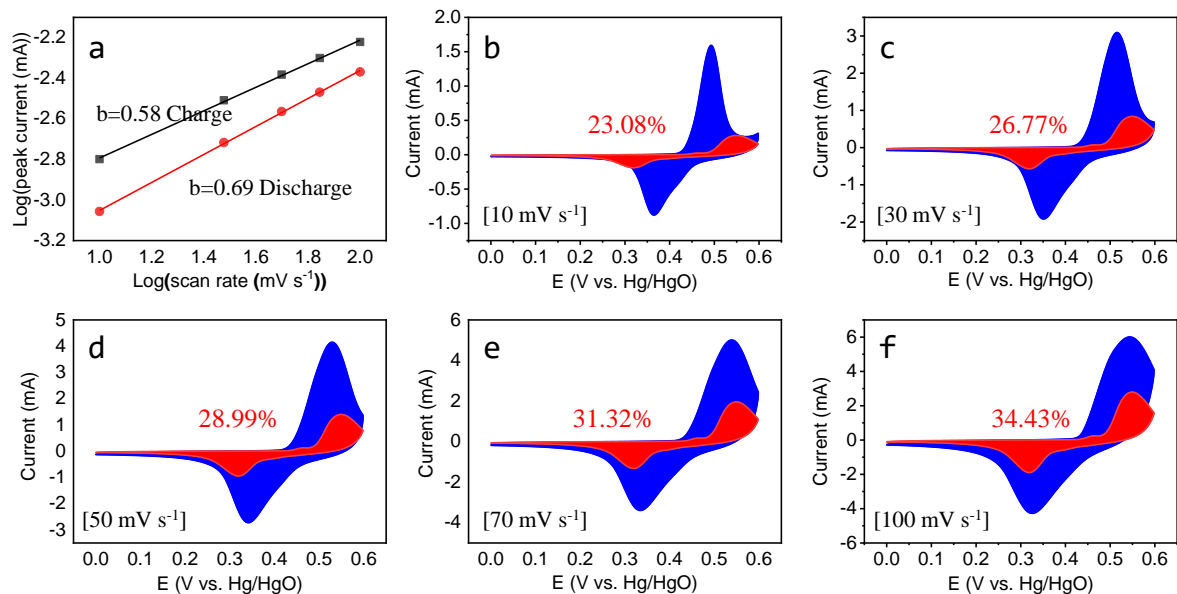 a
-2.2
-2.4
-2.6
-2.8
-3.0
-3.2
Log(peak current (mA))
b=0.58 Charge
b=0.69 Discharge
1.0 1.2 1.4 1.6 1.8 2.0
Log(scan rate (mV s⁻¹))
b
1.5
1.0
0.5
0.0
-0.5
-1.0
Current (mA)
23.08%
[10 mV s⁻¹]
0.0 0.1 0.2 0.3 0.4 0.5 0.6
E (V vs. Hg/HgO)
c
3
2
1
0
-1
-2
Current (mA)
26.77%
[30 mV s⁻¹]
0.0 0.1 0.2 0.3 0.4 0.5 0.6
E (V vs. Hg/HgO)
d
5
4
3
2
1
0
-1
-2
-3
Current (mA)
28.99%
[50 mV s⁻¹]
0.0 0.1 0.2 0.3 0.4 0.5 0.6
E (V vs. Hg/HgO)
e
6
4
2
0
-2
-4
Current (mA)
31.32%
[70 mV s⁻¹]
0.0 0.1 0.2 0.3 0.4 0.5 0.6
E (V vs. Hg/HgO)
f
6
4
2
0
-2
-4
-6
Current (mA)
34.43%
[100 mV s⁻¹]
0.0 0.1 0.2 0.3 0.4 0.5 0.6
E (V vs. Hg/HgO)